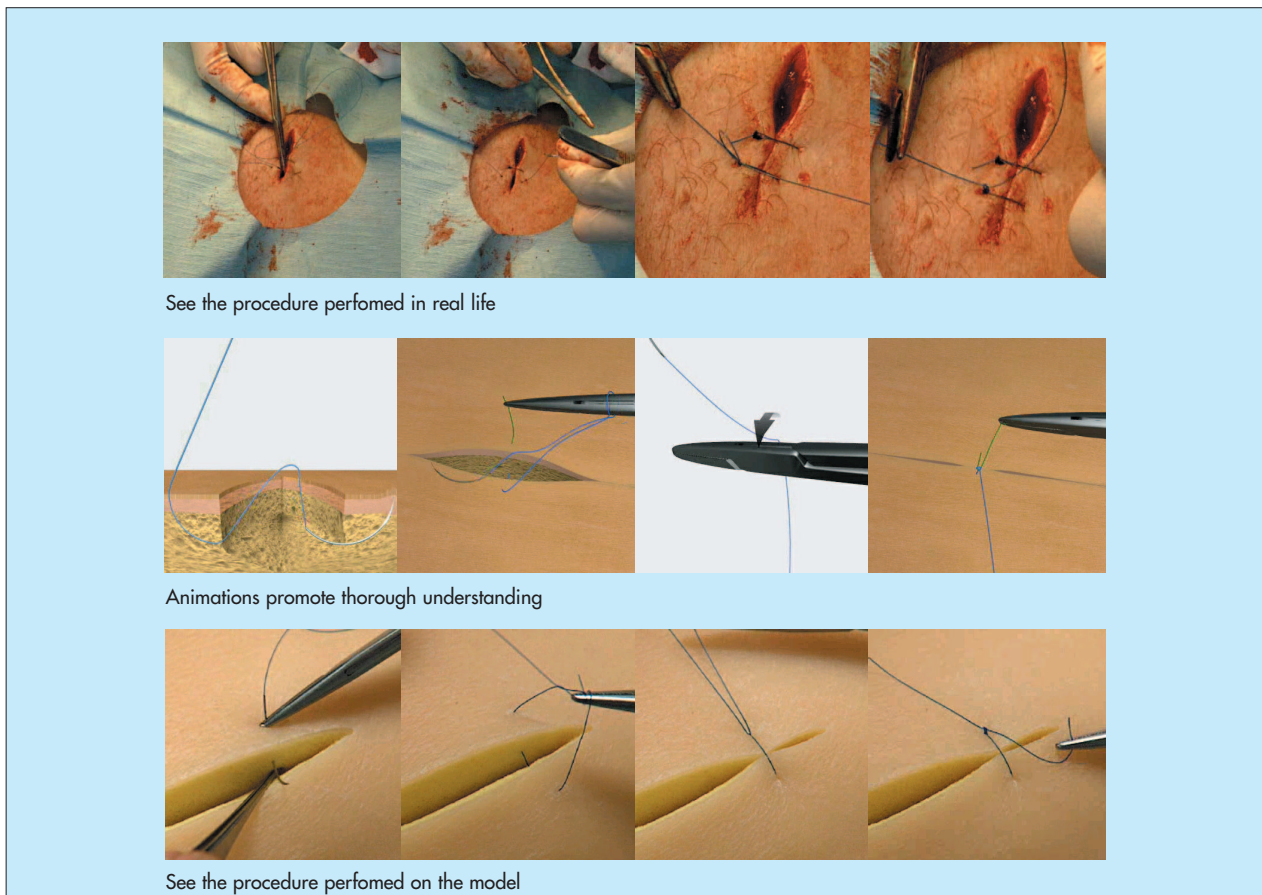 See the procedure perfomed in real life
Animations promote thorough understanding
See the procedure perfomed on the model